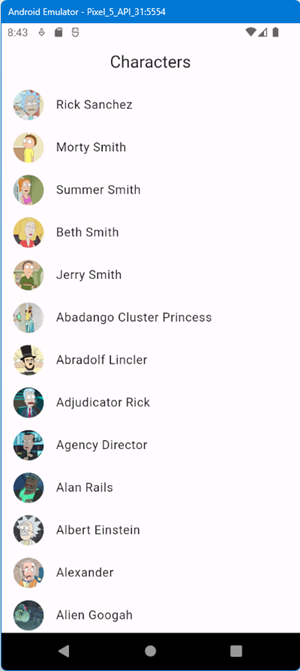 Android Emulator - Pixel_5_API_31:5554
8:43
Characters
Rick Sanchez
Morty Smith
Summer Smith
Beth Smith
Jerry Smith
Abadango Cluster Princess
Abradolf Lincler
Adjudicator Rick
Agency Director
Alan Rails
Albert Einstein
Alexander
Alien Googah